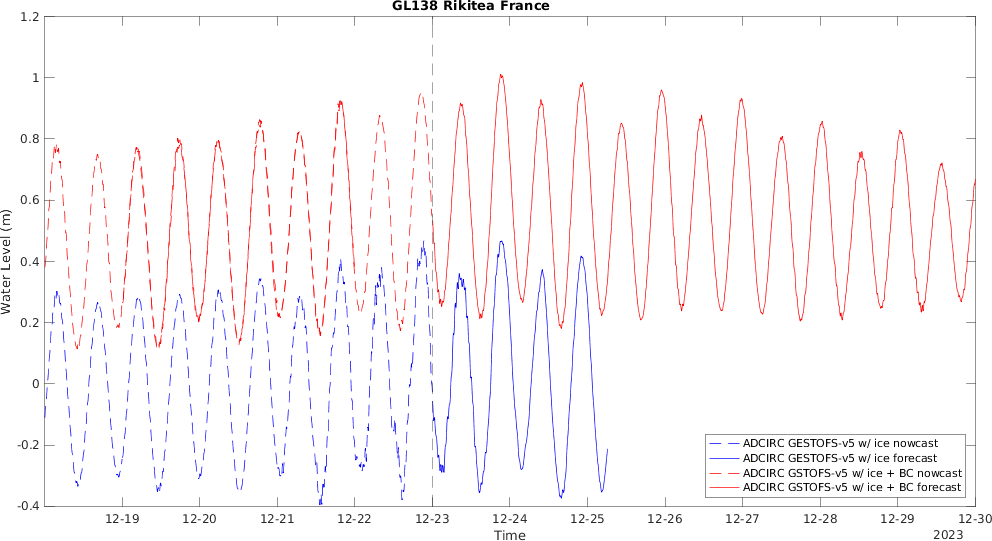 GL138 Rikitea France
1.2
1
0.8
0.6
0.4
0.2
0
-0.2
-0.4
Water Level (m)
ADCIRC GESTOFS-v5 w/ ice nowcast
ADCIRC GESTOFS-v5 w/ ice forecast
ADCIRC GSTOFS-v5 w/ ice + BC nowcast
ADCIRC GSTOFS-v5 w/ ice + BC forecast
12-19 12-20 12-21 12-22 12-23 12-24 12-25 12-26 12-27 12-28 12-29 12-30
Time
2023